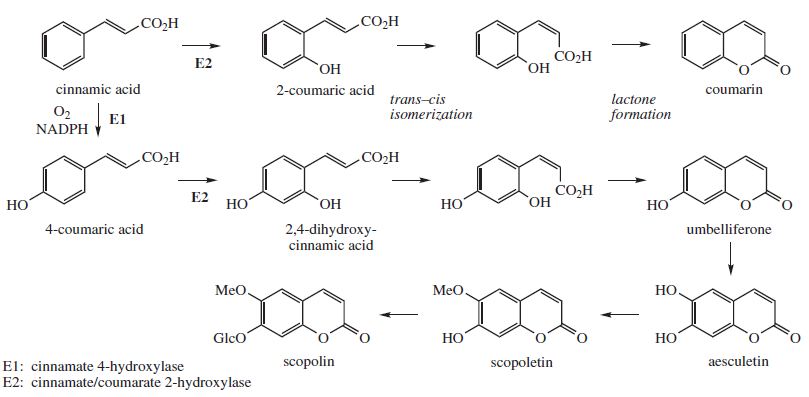 CO₂H
CO₂H
CO₂H
OH
OH
O
O
E2
cinnamic acid
2-coumaric acid
trans–cis
isomerization
lactone
formation
coumarin
O₂
NADPH
E1
CO₂H
CO₂H
CO₂H
HO
E2
HO
OH
HO
OH
HO
O
O
4-coumaric acid
2,4-dihydroxy-
cinnamic acid
umbelliferone
MeO
MeO
HO
GlcO
O
O
HO
O
O
HO
O
O
scopolin
scopoletin
aesculetin
E1: cinnamate 4-hydroxylase
E2: cinnamate/coumarate 2-hydroxylase